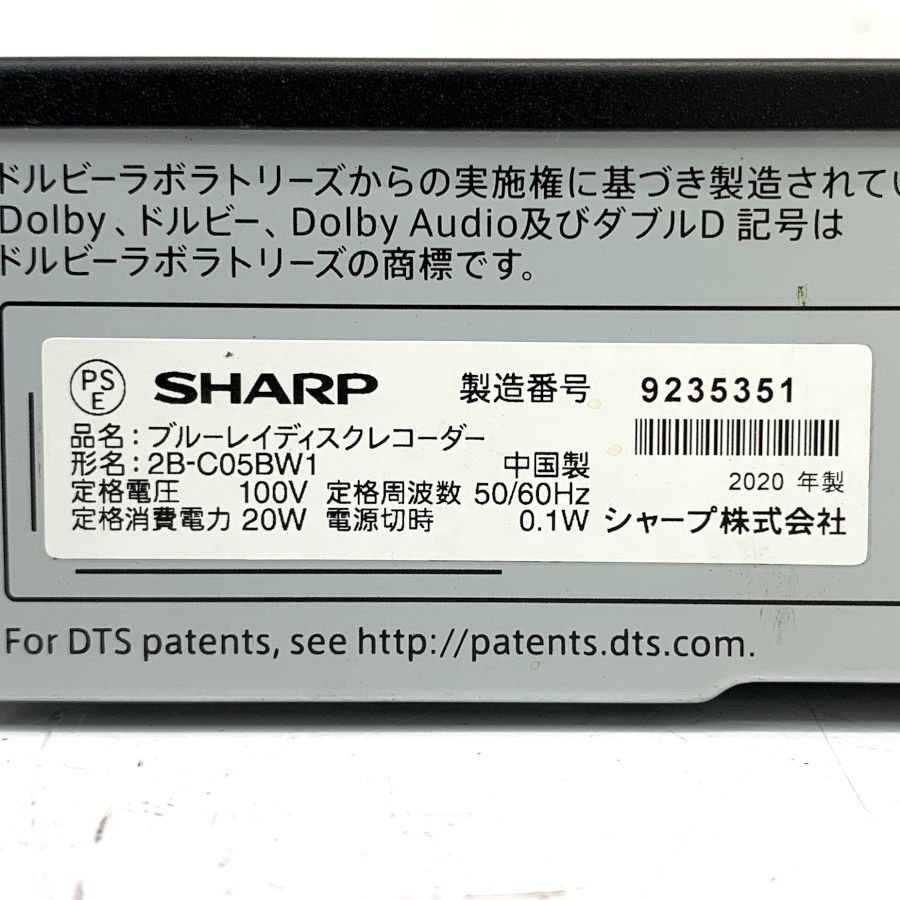 ドルビーラボラトリーズからの実施権に基づき製造されてい
Dolby、ドルビー、Dolby Audio及びダブルD 記号は
ドルビーラボラトリーズの商標です。
PS
E
SHARP 製造番号 9235351
品名：ブルーレイディスクレコーダー
形名：2B-C05BW1 中国製
2020 年製
定格電圧 100V 定格周波数 50/60Hz
定格消費電力 20W 電源切時 0.1W シャープ株式会社
For DTS patents, see http://patents.dts.com.